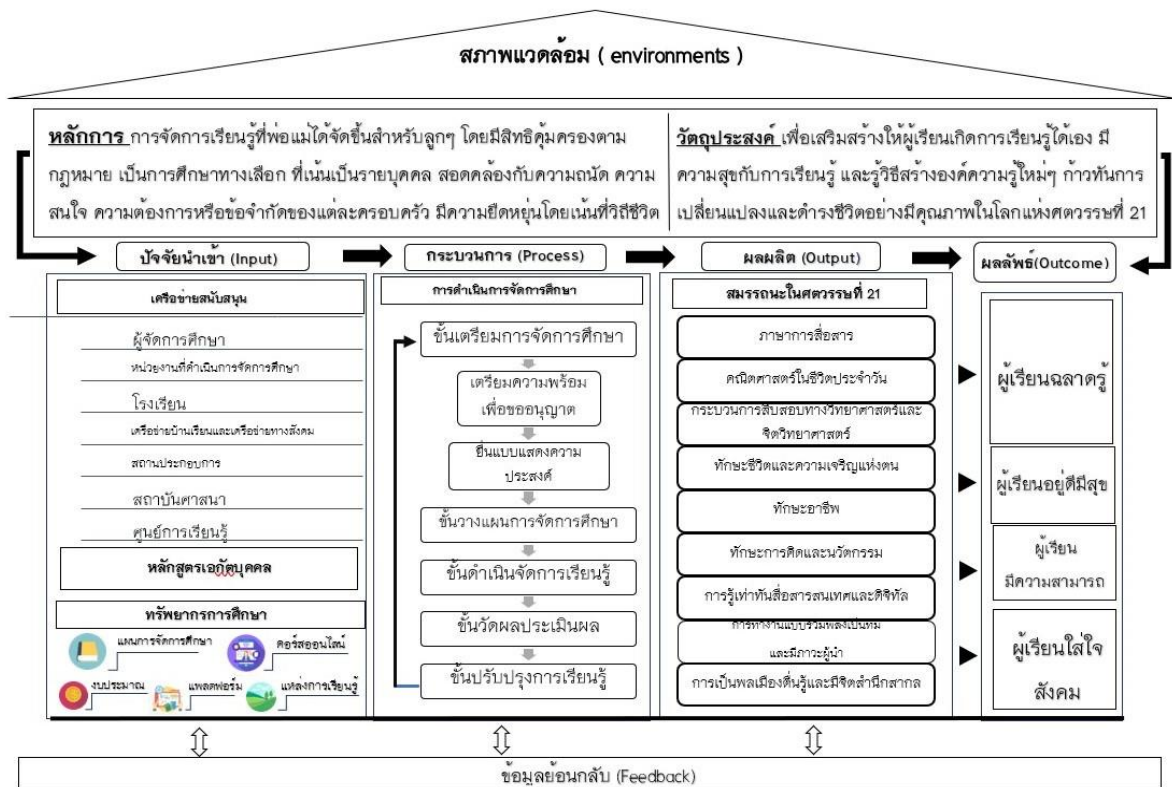 สภาพแวดล้อม ( environments )
หลักการ การจัดการเรียนรู้ที่พ่อแม่ได้จัดขึ้นสำหรับลูกๆ โดยมีสิทธิคุ้มครองตาม
กฎหมาย เป็นการศึกษาทางเลือก ที่เน้นเป็นรายบุคคล สอดคล้องกับความถนัด ความ
สนใจ ความต้องการหรือข้อจำกัดของแต่ละครอบครัว มีความยืดหยุ่นโดยเน้นที่วิถีชีวิต
วัตถุประสงค์ เพื่อเสริมสร้างให้ผู้เรียนเกิดการเรียนรู้ได้เอง มี
ความสุขกับการเรียนรู้ และรู้วิธีสร้างองค์ความรู้ใหม่ๆ ก้าวทันการ
เปลี่ยนแปลงและดำรงชีวิตอย่างมีคุณภาพในโลกแห่งศตวรรษที่ 21
ปัจจัยนำเข้า (Input)
เครือข่ายสนับสนุน
ผู้จัดการศึกษา
หน่วยงานที่ดำเนินการจัดการศึกษา
โรงเรียน
เครือข่ายบ้านเรียนและเครือข่ายทางสังคม
สถานประกอบการ
สถาบันศาสนา
ศูนย์การเรียนรู้
หลักสูตรเอกัตบุคคล
ทรัพยากรการศึกษา
แผนการจัดการศึกษา
คอร์สออนไลน์
งบประมาณ
แพลตฟอร์ม
แหล่งการเรียนรู้
กระบวนการ (Process)
การดำเนินการจัดการศึกษา
ขั้นเตรียมการจัดการศึกษา
เตรียมความพร้อม
เพื่อขออนุญาต
ยื่นแบบแสดงความ
ประสงค์
ขั้นวางแผนการจัดการศึกษา
ขั้นดำเนินจัดการเรียนรู้
ขั้นวัดผลประเมินผล
ขั้นปรับปรุงการเรียนรู้
ผลผลิต (Output)
สมรรถนะในศตวรรษที่ 21
ภาษาการสื่อสาร
คณิตศาสตร์ในชีวิตประจำวัน
กระบวนการสืบสอบทางวิทยาศาสตร์และ
จิตวิทยาศาสตร์
ทักษะชีวิตและความเจริญแห่งตน
ทักษะอาชีพ
ทักษะการคิดและนวัตกรรม
การรู้เท่าทันสื่อสารสนเทศและดิจิทัล
การทำงานแบบรวมพลังเป็นทีม
และมีภาวะผู้นำ
การเป็นพลเมืองตื่นรู้และมีจิตสำนึกสากล
ผลลัพธ์(Outcome)
ผู้เรียนฉลาดรู้
ผู้เรียนอยู่ดีมีสุข
ผู้เรียน
มีความสามารถ
ผู้เรียนใส่ใจ
สังคม
ข้อมูลย้อนกลับ (Feedback)